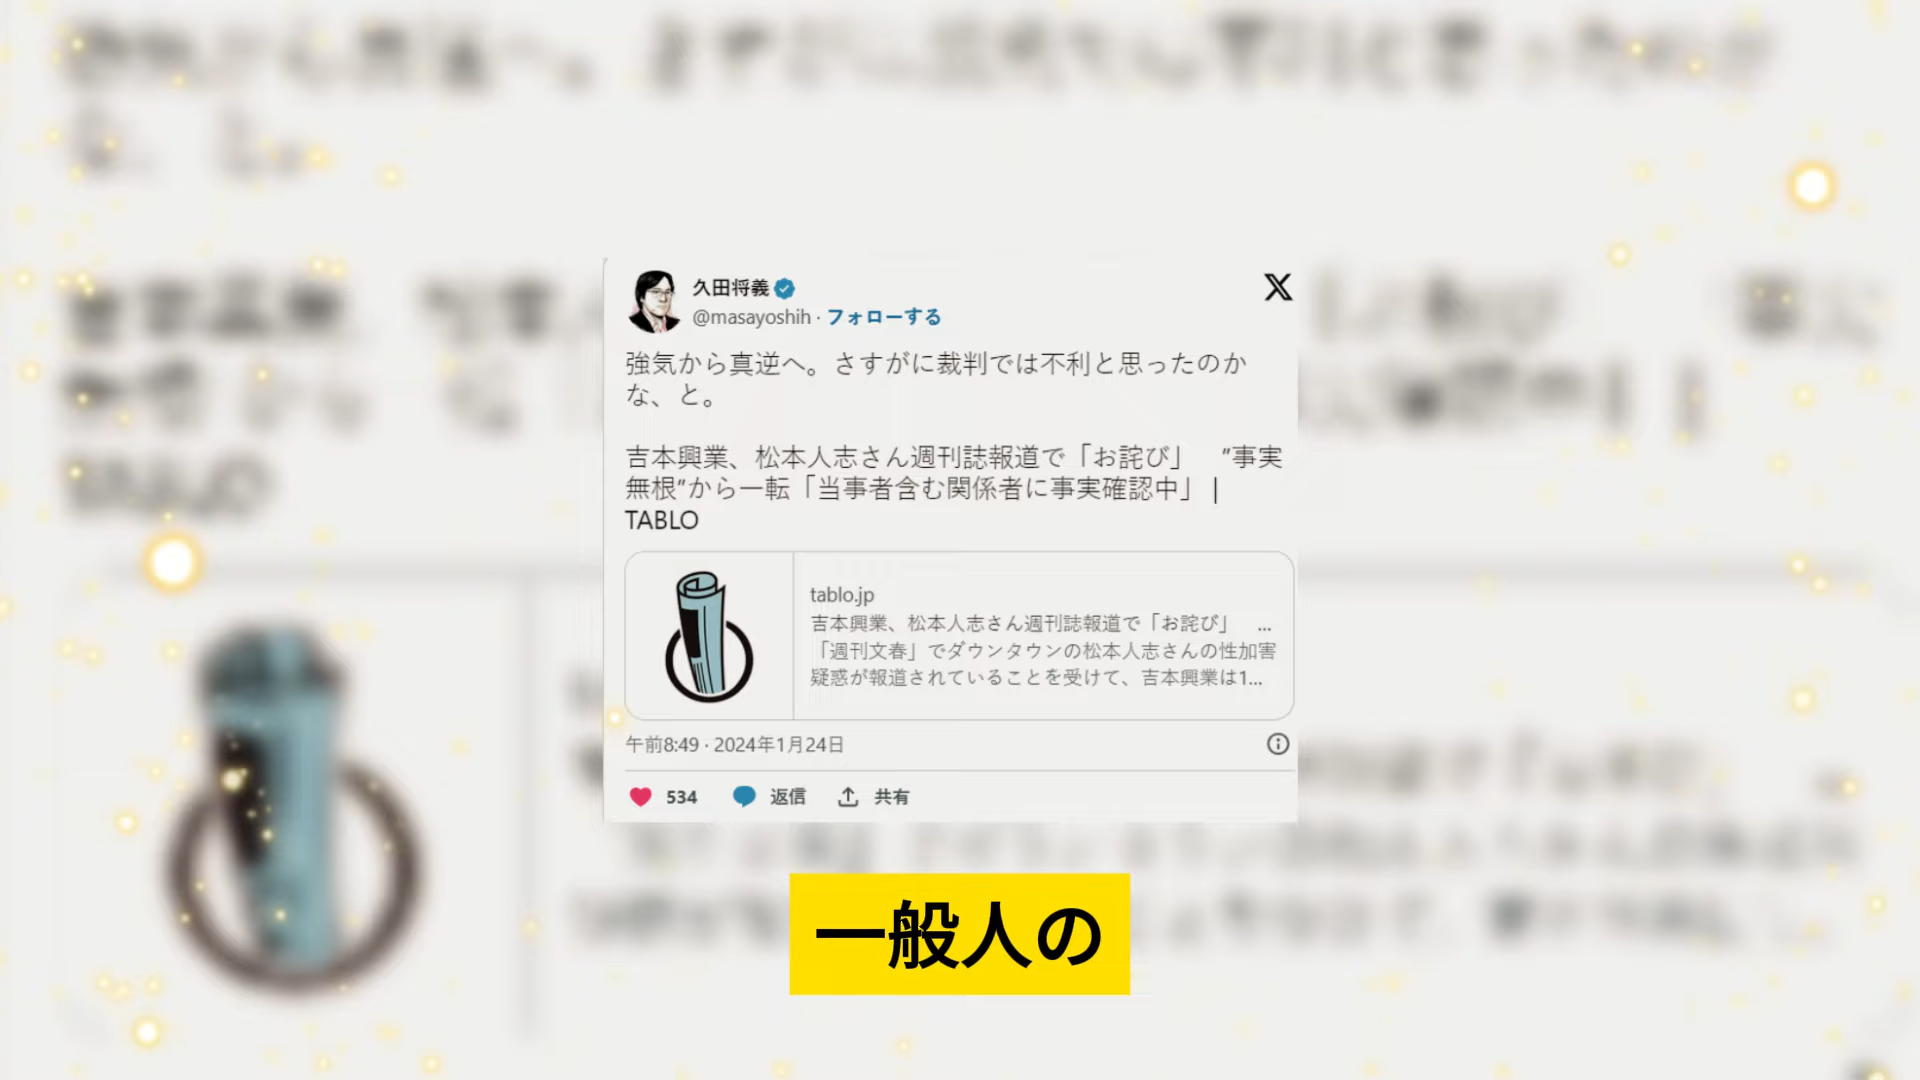 久田将義
@masayoshih · フォローする
強気から真逆へ。さすがに裁判では不利と思ったのか
な、と。
吉本興業、松本人志さん週刊誌報道で「お詫び」　”事実
無根”から一転「当事者含む関係者に事実確認中」 |
TABLO
tablo.jp
吉本興業、松本人志さん週刊誌報道で「お詫び」　...
「週刊文春」でダウンタウンの松本人志さんの性加害
疑惑が報道されていることを受けて、吉本興業は1...
午前8:49 · 2024年1月24日
534 返信 共有
一般人の